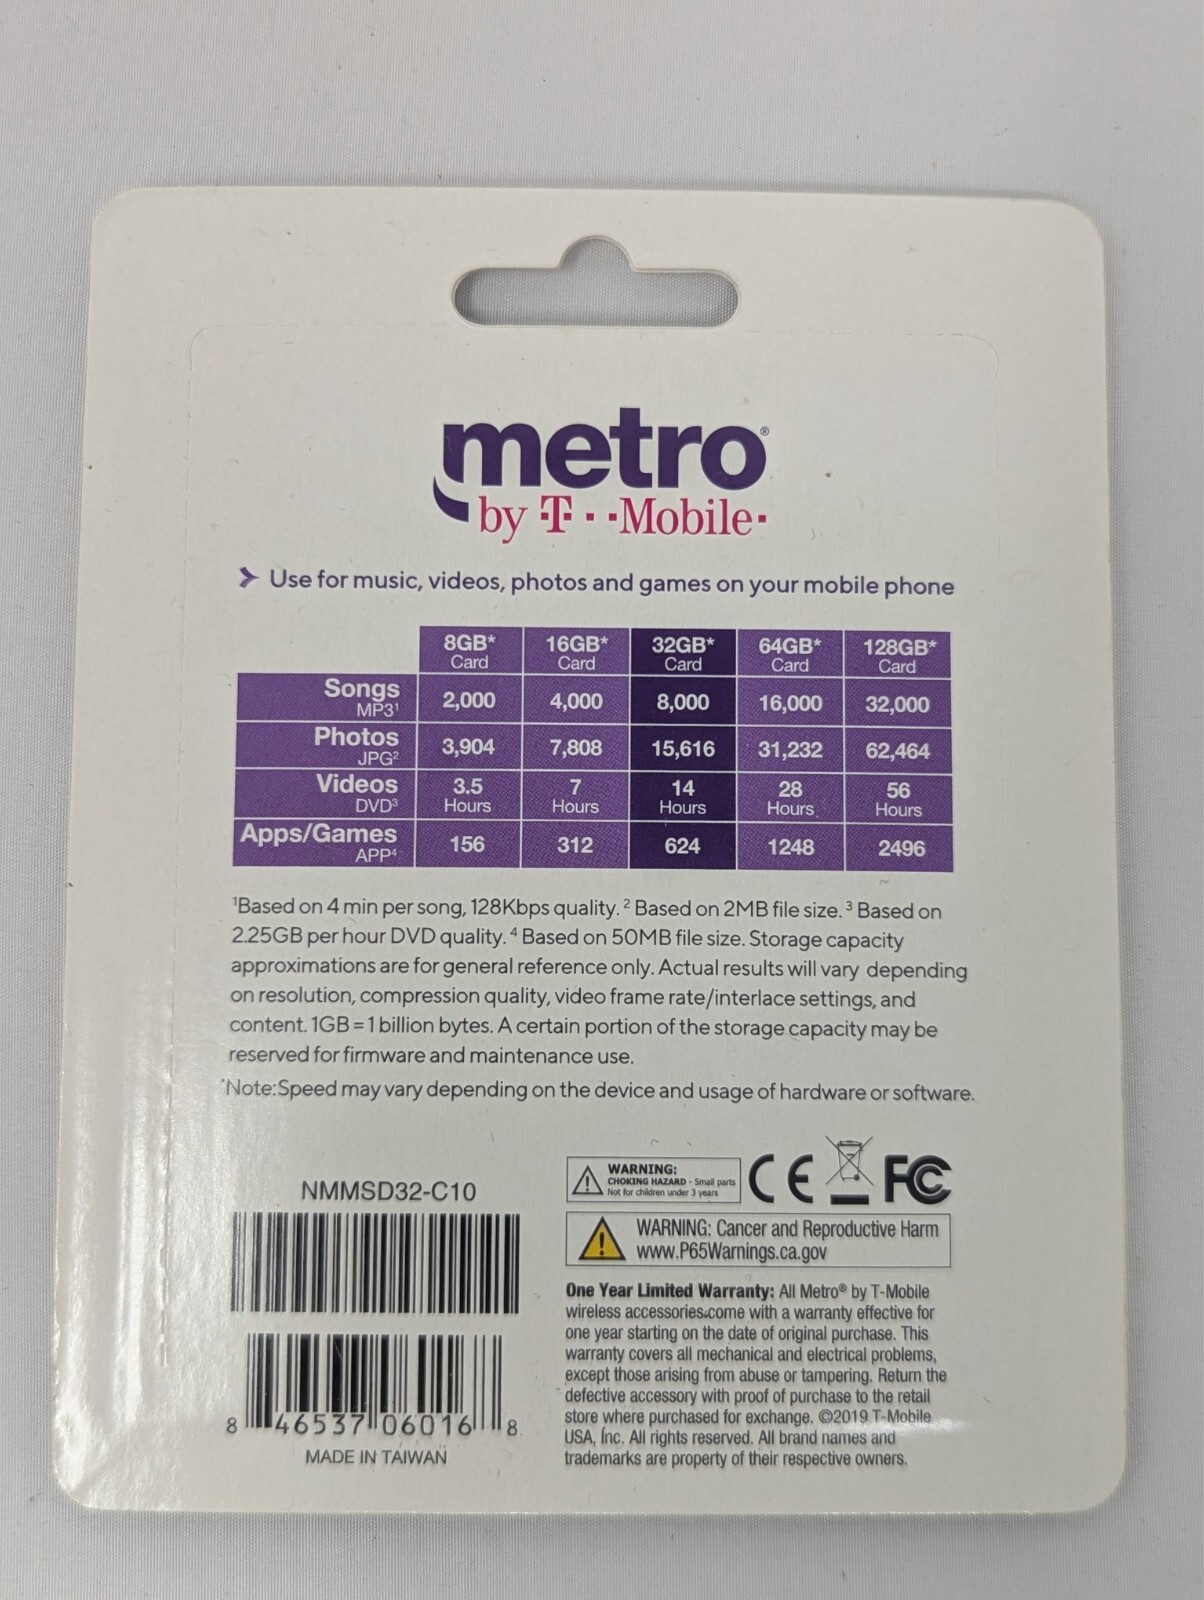 metro®
by T··Mobile·
Use for music, videos, photos and games on your mobile phone
8GB* Card 16GB* Card 32GB* Card 64GB* Card 128GB* Card
Songs MP3¹ 2,000 4,000 8,000 16,000 32,000
Photos JPG² 3,904 7,808 15,616 31,232 62,464
Videos DVD³ 3.5 Hours 7 Hours 14 Hours 28 Hours 56 Hours
Apps/Games APP⁴ 156 312 624 1248 2496
¹Based on 4 min per song, 128Kbps quality. ² Based on 2MB file size. ³ Based on
2.25GB per hour DVD quality. ⁴ Based on 50MB file size. Storage capacity
approximations are for general reference only. Actual results will vary depending
on resolution, compression quality, video frame rate/interlace settings, and
content. 1GB = 1 billion bytes. A certain portion of the storage capacity may be
reserved for firmware and maintenance use.
*Note:Speed may vary depending on the device and usage of hardware or software.
NMMSD32-C10
8 46537 06016 8
MADE IN TAIWAN
WARNING:
CHOKING HAZARD - Small parts
Not for children under 3 years
CE FC
WARNING: Cancer and Reproductive Harm
www.P65Warnings.ca.gov
One Year Limited Warranty: All Metro® by T-Mobile
wireless accessories come with a warranty effective for
one year starting on the date of original purchase. This
warranty covers all mechanical and electrical problems,
except those arising from abuse or tampering. Return the
defective accessory with proof of purchase to the retail
store where purchased for exchange. ©2019 T-Mobile
USA, Inc. All rights reserved. All brand names and
trademarks are property of their respective owners.